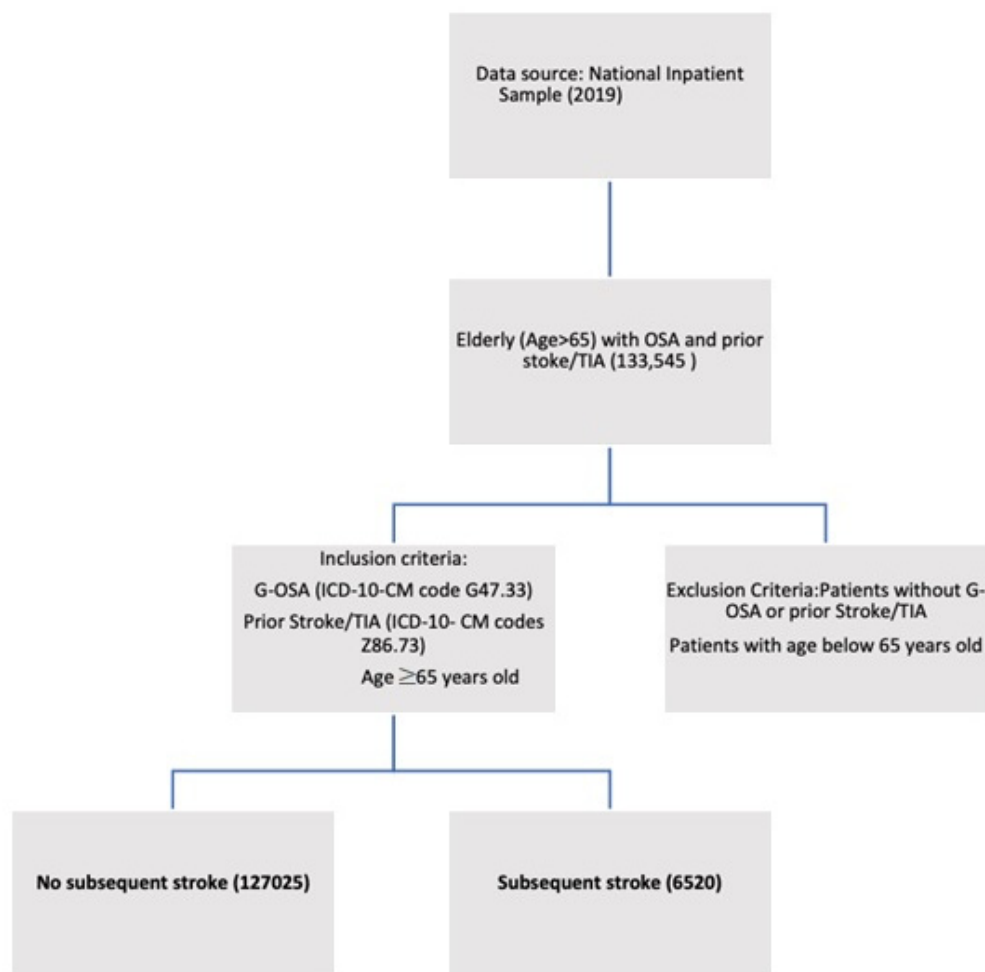 Data source: National Inpatient
Sample (2019)
Elderly (Age>65) with OSA and prior
stoke/TIA (133,545 )
Inclusion criteria:
G-OSA (ICD-10-CM code G47.33)
Prior Stroke/TIA (ICD-10- CM codes
Z86.73)
Age ≥65 years old
Exclusion Criteria:Patients without G-
OSA or prior Stroke/TIA
Patients with age below 65 years old
No subsequent stroke (127025)
Subsequent stroke (6520)